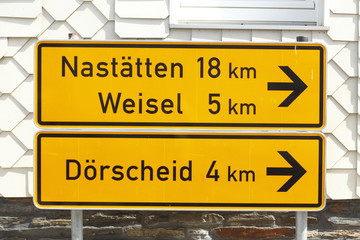 Nastätten 18 km
Weisel 5 km
Dörscheid 4 km